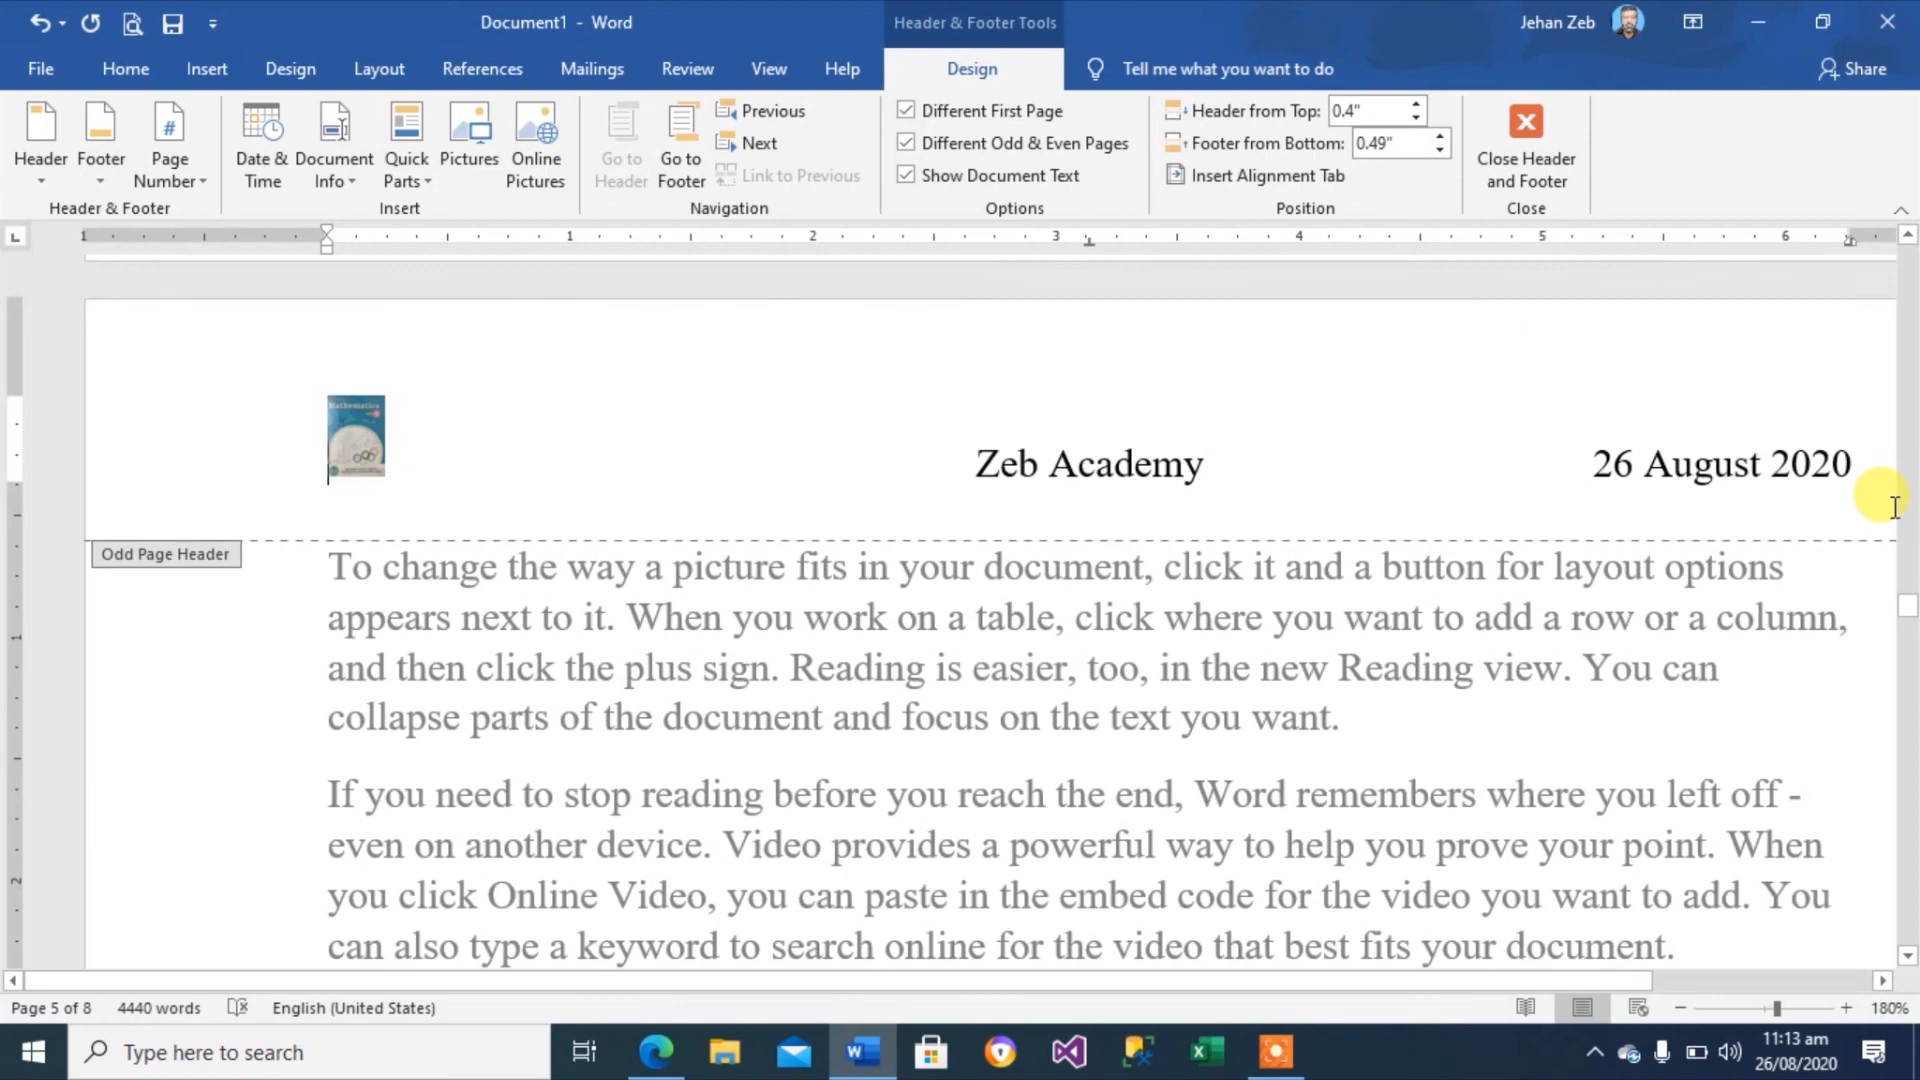 Document1 - Word
Header & Footer Tools
Jehan Zeb
File Home Insert Design Layout References Mailings Review View Help Design Tell me what you want to do Share
Header
Footer
Page Number
Header & Footer
Date & Time
Document Info
Quick Parts
Pictures
Online Pictures
Insert
Go to Header
Go to Footer
Previous
Next
Link to Previous
Navigation
Different First Page
Different Odd & Even Pages
Show Document Text
Options
Header from Top: 0.4"
Footer from Bottom: 0.49"
Insert Alignment Tab
Position
Close Header and Footer
Close
1 1 2 3 4 5 6
Mathematics
Zeb Academy
26 August 2020
Odd Page Header
To change the way a picture fits in your document, click it and a button for layout options
appears next to it. When you work on a table, click where you want to add a row or a column,
and then click the plus sign. Reading is easier, too, in the new Reading view. You can
collapse parts of the document and focus on the text you want.
If you need to stop reading before you reach the end, Word remembers where you left off -
even on another device. Video provides a powerful way to help you prove your point. When
you click Online Video, you can paste in the embed code for the video you want to add. You
can also type a keyword to search online for the video that best fits your document.
1
2
Page 5 of 8 4440 words English (United States) 180%
Type here to search
11:13 am
26/08/2020